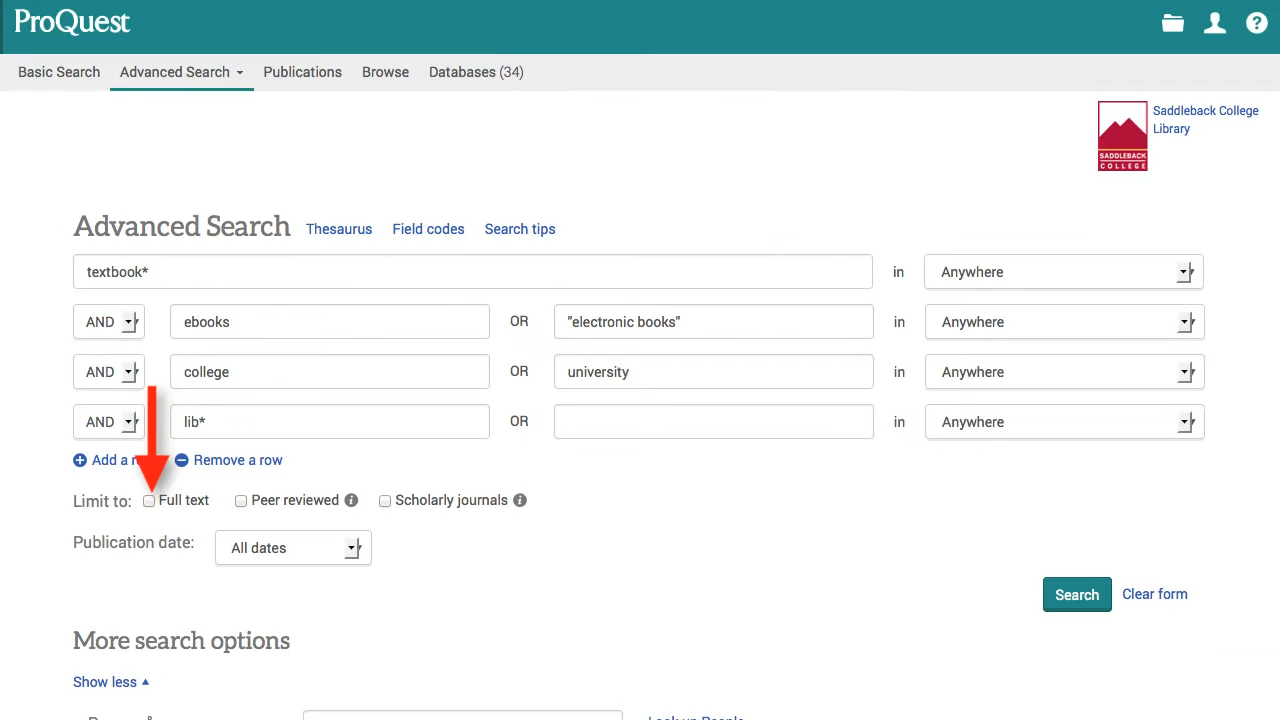 ProQuest
Basic Search Advanced Search Publications Browse Databases (34)
Saddleback College
Library
SADDLEBACK
COLLEGE
Advanced Search Thesaurus Field codes Search tips
textbook* in Anywhere
AND ebooks OR "electronic books" in Anywhere
AND college OR university in Anywhere
AND lib* OR in Anywhere
Add a Remove a row
Limit to: Full text Peer reviewed Scholarly journals
Publication date: All dates
Search Clear form
More search options
Show less